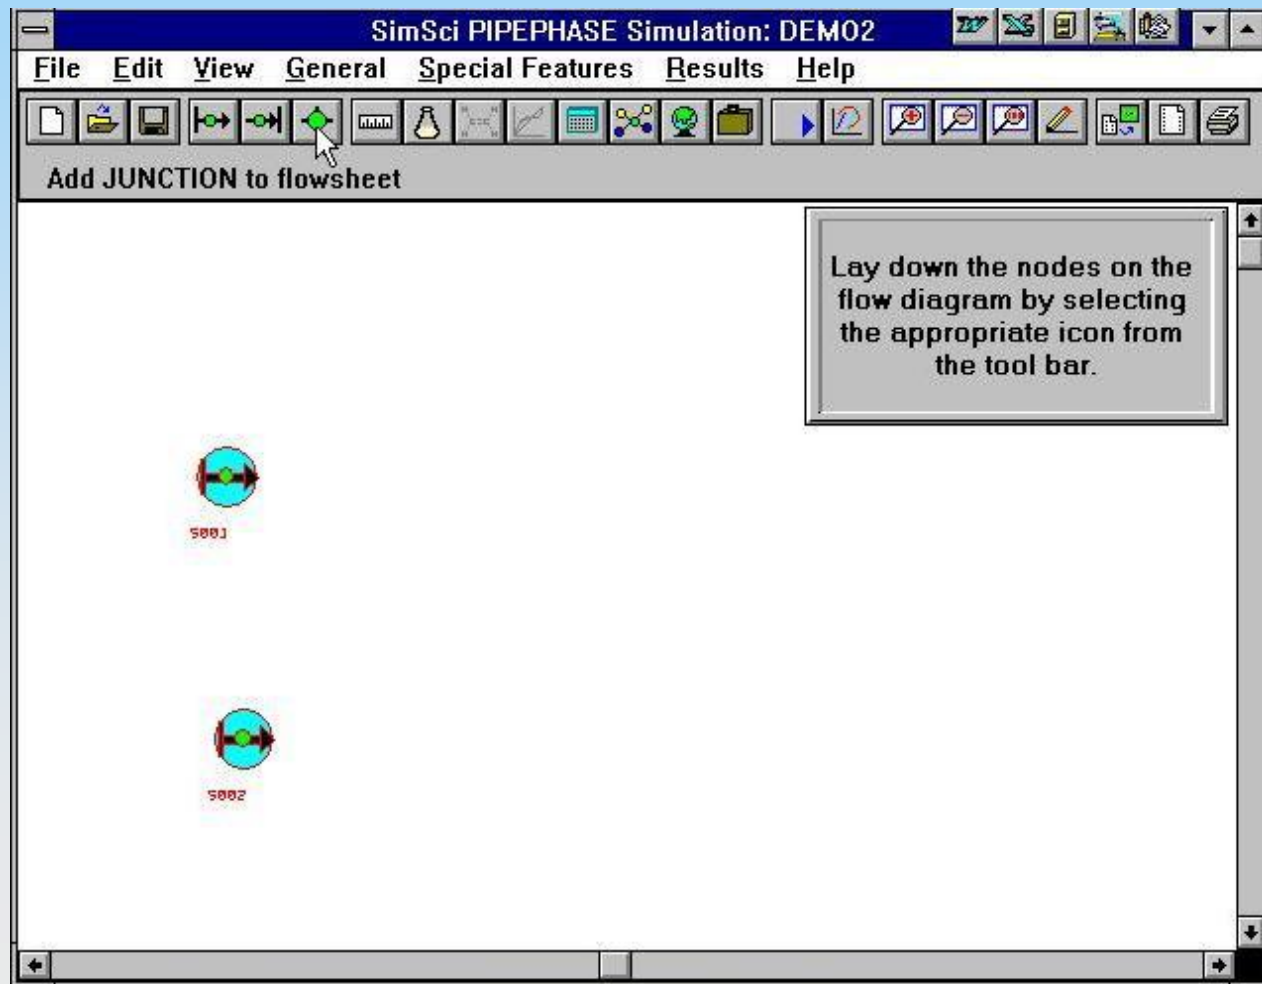 SimSci PIPEPHASE Simulation: DEMO2
File Edit View General Special Features Results Help
Add JUNCTION to flowsheet
Lay down the nodes on the
flow diagram by selecting
the appropriate icon from
the tool bar.
S001
S002